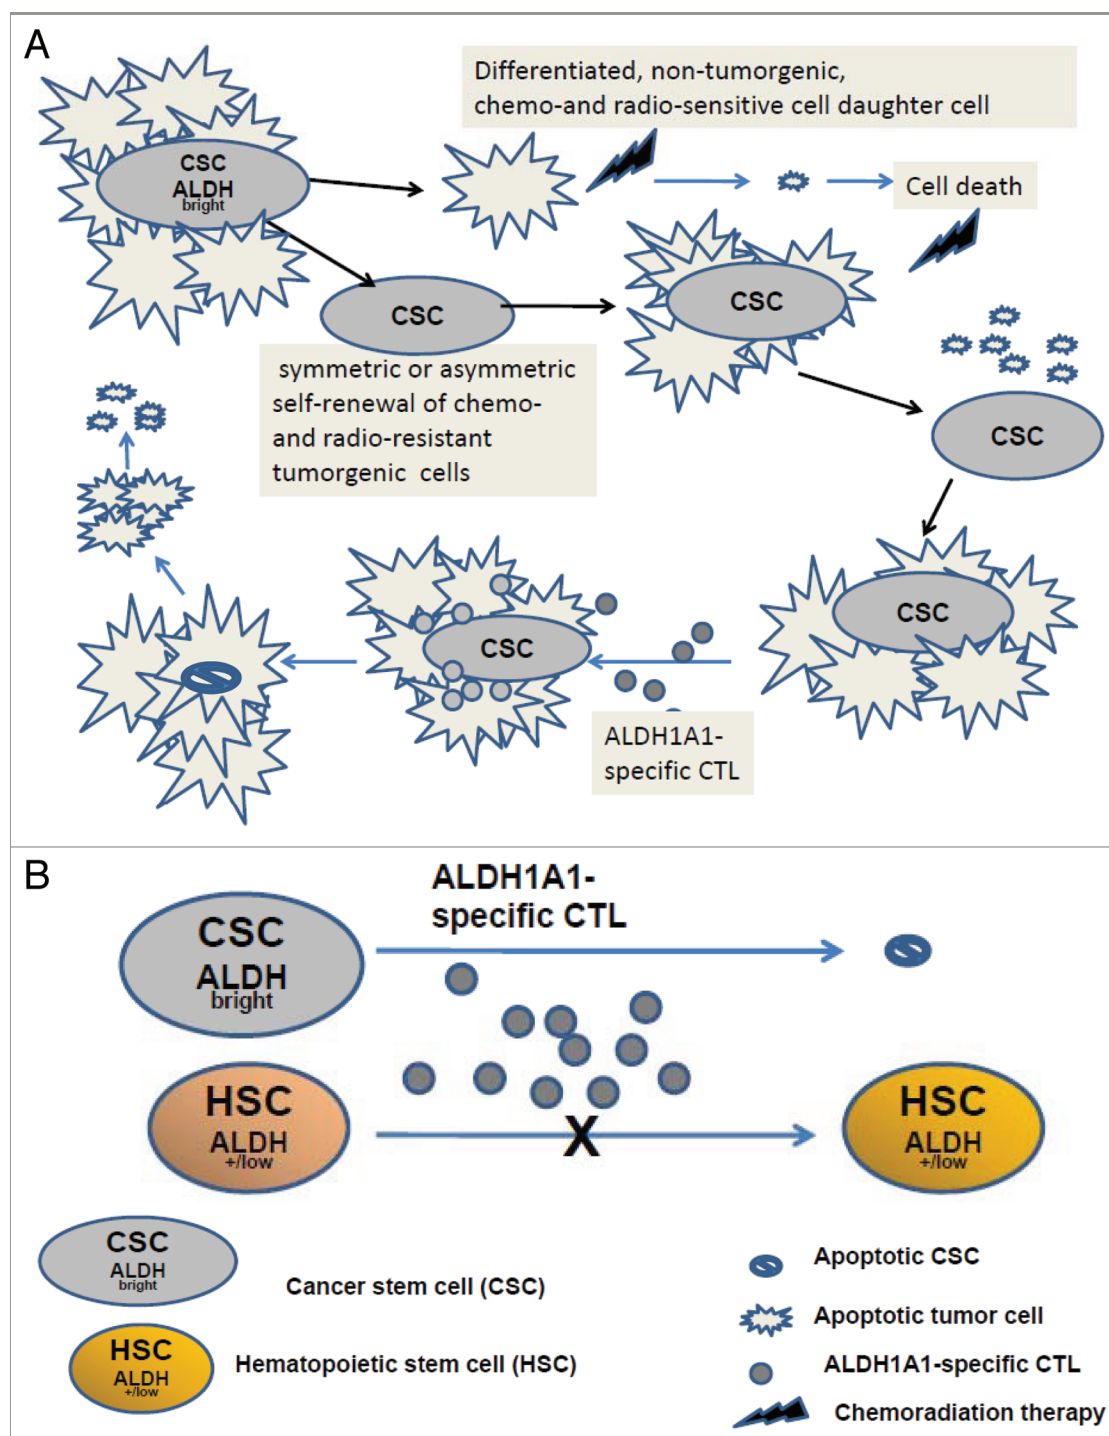 A
Differentiated, non-tumorgenic,
chemo-and radio-sensitive cell daughter cell
CSC
ALDH
bright
Cell death
CSC
CSC
symmetric or asymmetric
self-renewal of chemo-
and radio-resistant
tumorgenic cells
CSC
CSC
CSC
ALDH1A1-
specific CTL
B
ALDH1A1-
specific CTL
CSC
ALDH
bright
HSC
ALDH
+/low
X
HSC
ALDH
+/low
CSC
ALDH
bright
Cancer stem cell (CSC)
HSC
ALDH
+/low
Hematopoietic stem cell (HSC)
Apoptotic CSC
Apoptotic tumor cell
ALDH1A1-specific CTL
Chemoradiation therapy